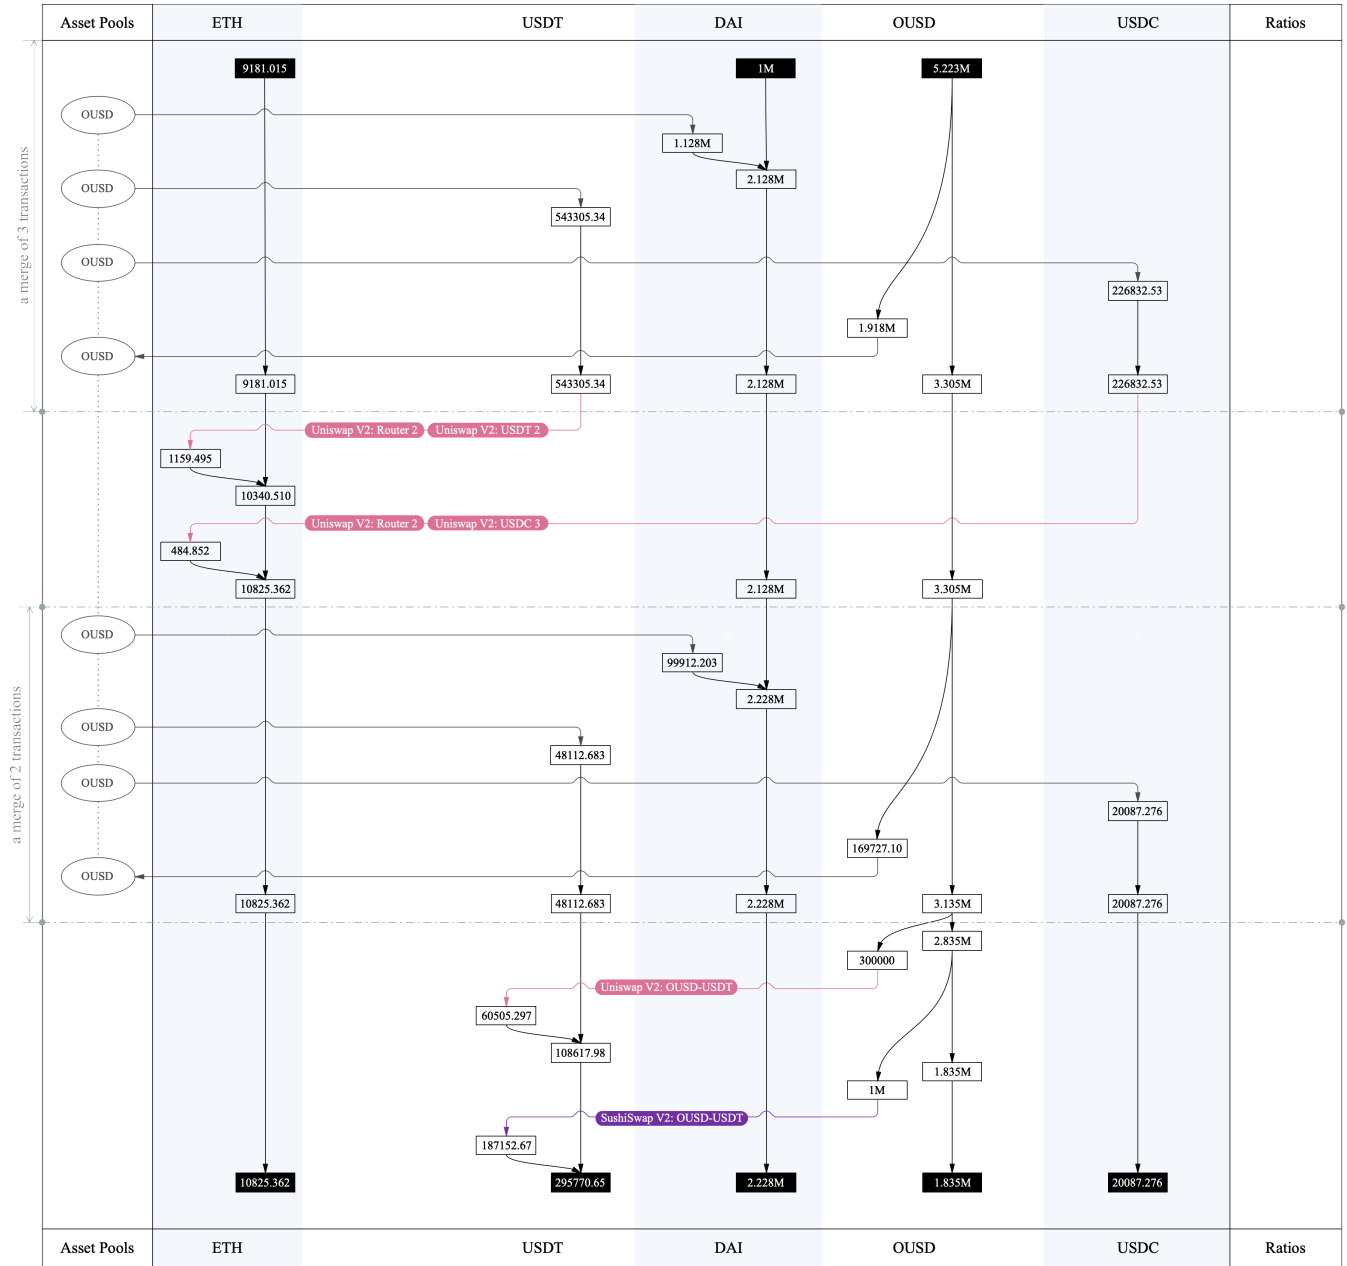 Asset Pools ETH USDT DAI OUSD USDC Ratios
9181.015 1M 5.223M
OUSD
1.128M
2.128M
OUSD
543305.34
a merge of 3 transactions
OUSD
226832.53
1.918M
OUSD
9181.015 543305.34 2.128M 3.305M 226832.53
Uniswap V2: Router 2 Uniswap V2: USDT 2
1159.495
10340.510
Uniswap V2: Router 2 Uniswap V2: USDC 3
484.852
10825.362 2.128M 3.305M
OUSD
99912.203
2.228M
OUSD
48112.683
a merge of 2 transactions
OUSD
20087.276
169727.10
OUSD
10825.362 48112.683 2.228M 3.135M 20087.276
2.835M
300000
Uniswap V2: OUSD-USDT
60505.297
108617.98
1.835M
1M
SushiSwap V2: OUSD-USDT
187152.67
10825.362 295770.65 2.228M 1.835M 20087.276
Asset Pools ETH USDT DAI OUSD USDC Ratios